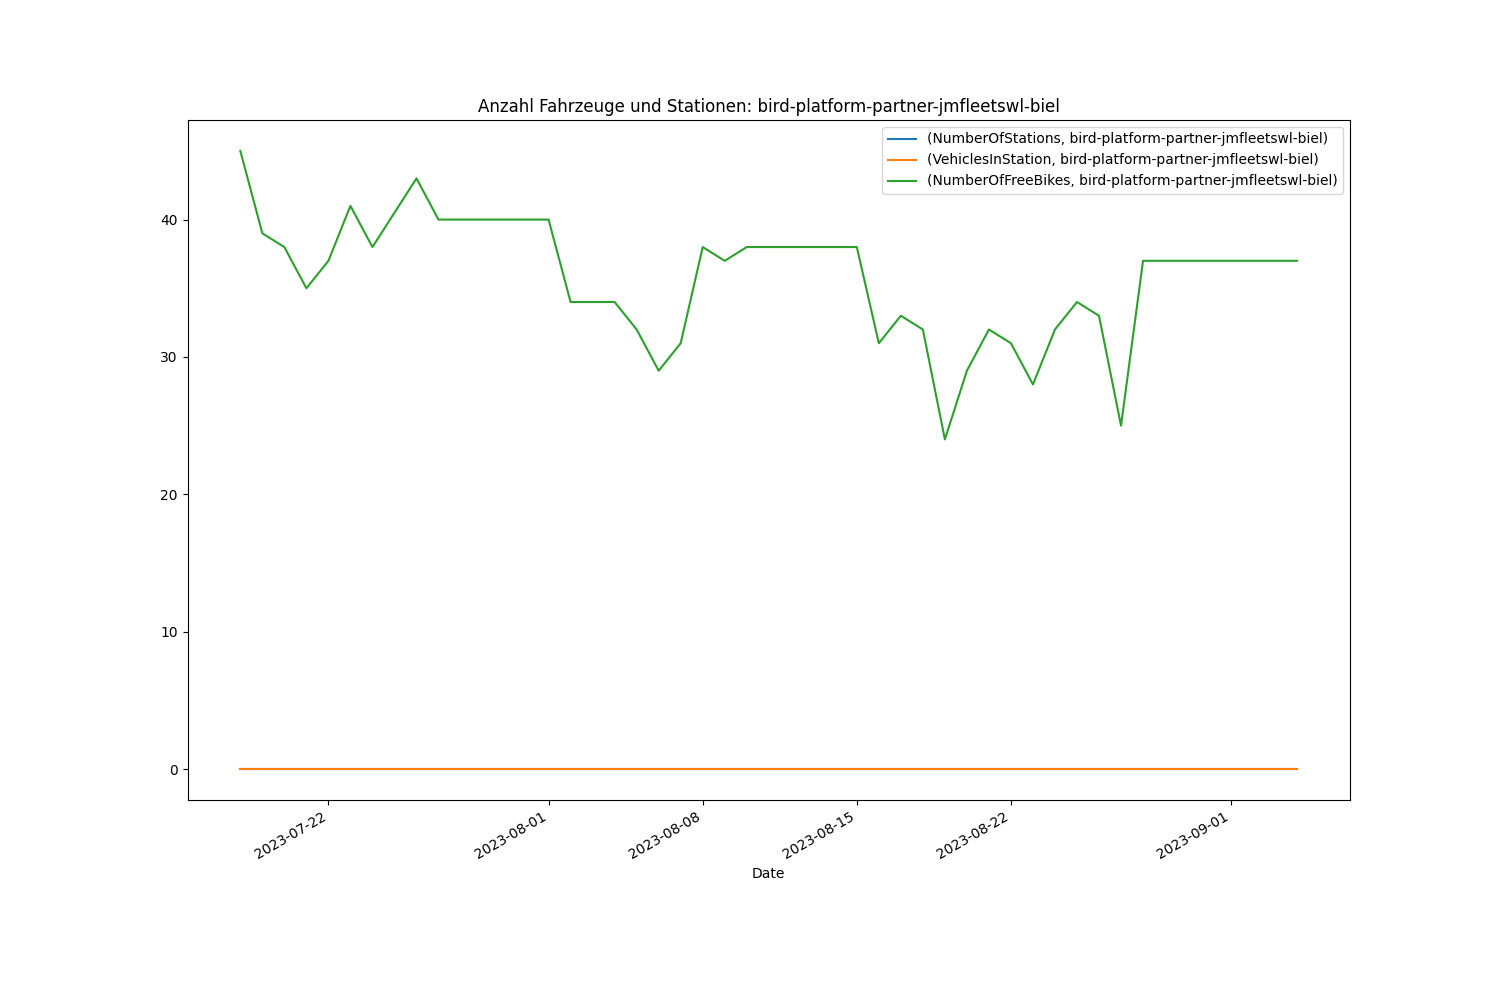 Anzahl Fahrzeuge und Stationen: bird-platform-partner-jmfleetswl-biel
(NumberOfStations, bird-platform-partner-jmfleetswl-biel)
(VehiclesInStation, bird-platform-partner-jmfleetswl-biel)
(NumberOfFreeBikes, bird-platform-partner-jmfleetswl-biel)
40
30
20
10
0
2023-07-22
2023-08-01
2023-08-08
2023-08-15
2023-08-22
2023-09-01
Date